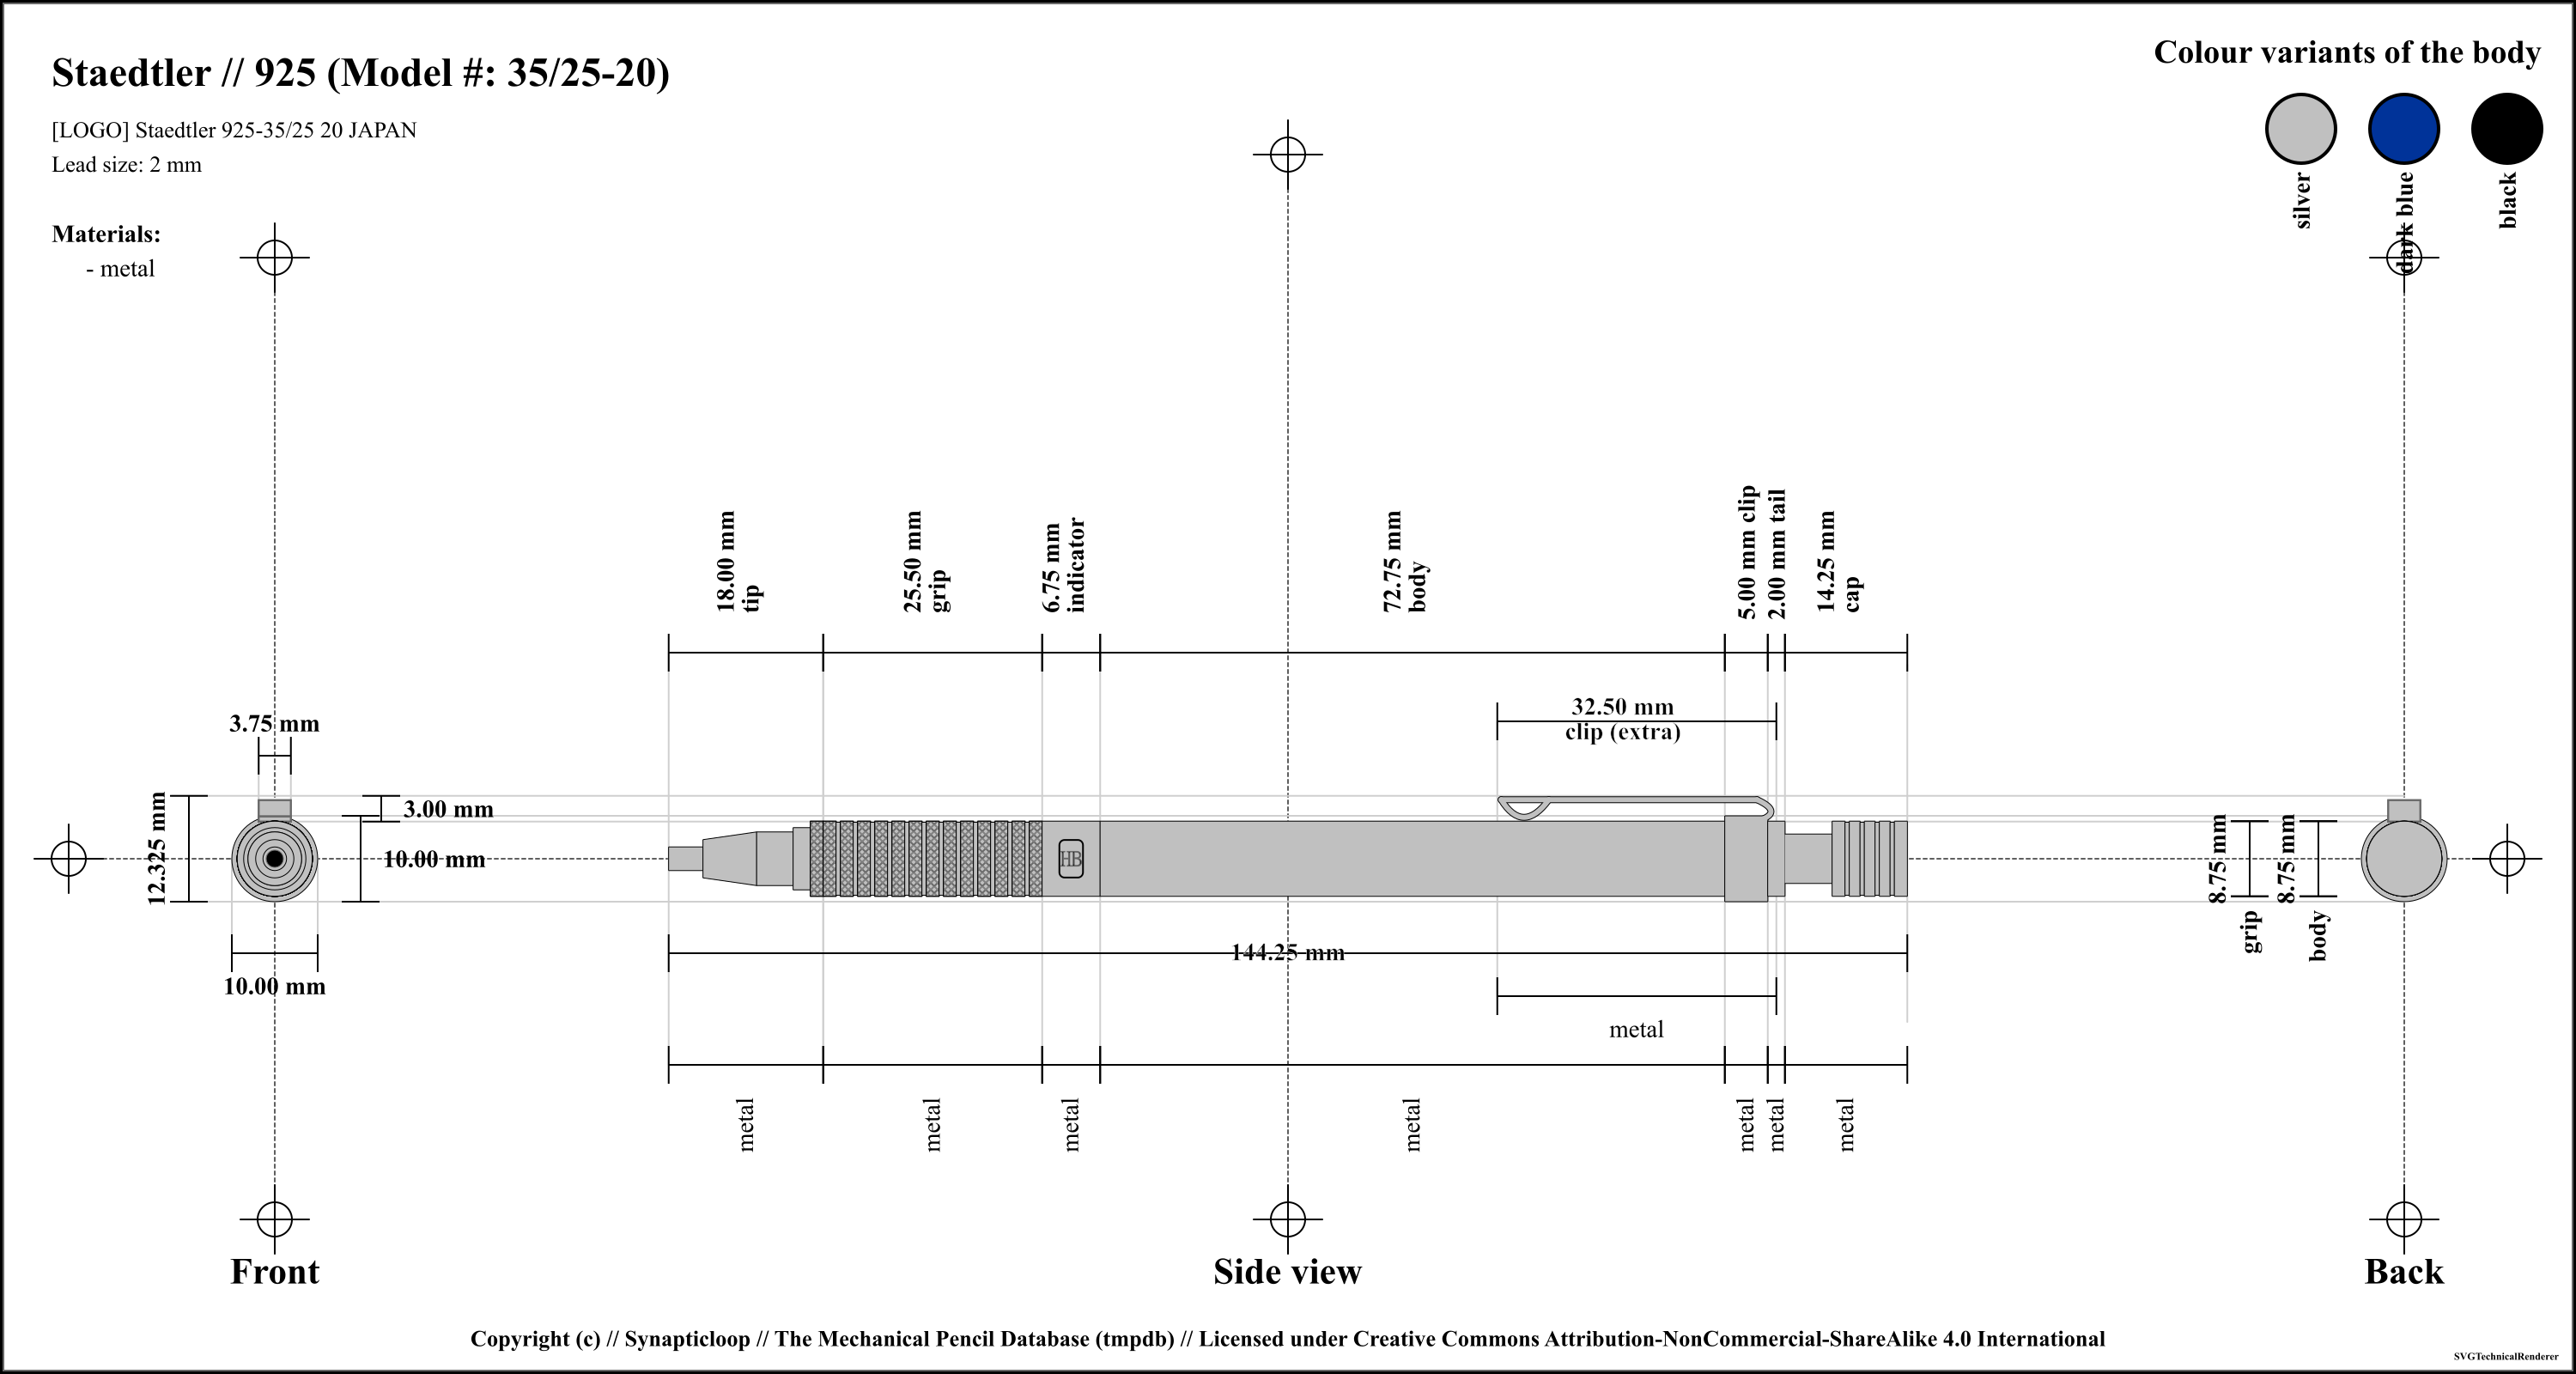 Staedtler // 925 (Model #: 35/25-20)
[LOGO] Staedtler 925-35/25 20 JAPAN
Lead size: 2 mm
Materials:
- metal
Colour variants of the body
silver
dark blue
black
18.00 mm
tip
25.50 mm
grip
6.75 mm
indicator
72.75 mm
body
5.00 mm clip
2.00 mm tail
14.25 mm
cap
32.50 mm
clip (extra)
3.75 mm
12.325 mm
3.00 mm
10.00 mm
10.00 mm
HB
8.75 mm
grip
8.75 mm
body
144.25 mm
metal
metal
metal
metal
metal
metal
metal
metal
Front
Side view
Back
Copyright (c) // Synapticloop // The Mechanical Pencil Database (tmpdb) // Licensed under Creative Commons Attribution-NonCommercial-ShareAlike 4.0 International
SVGTechnicalRenderer